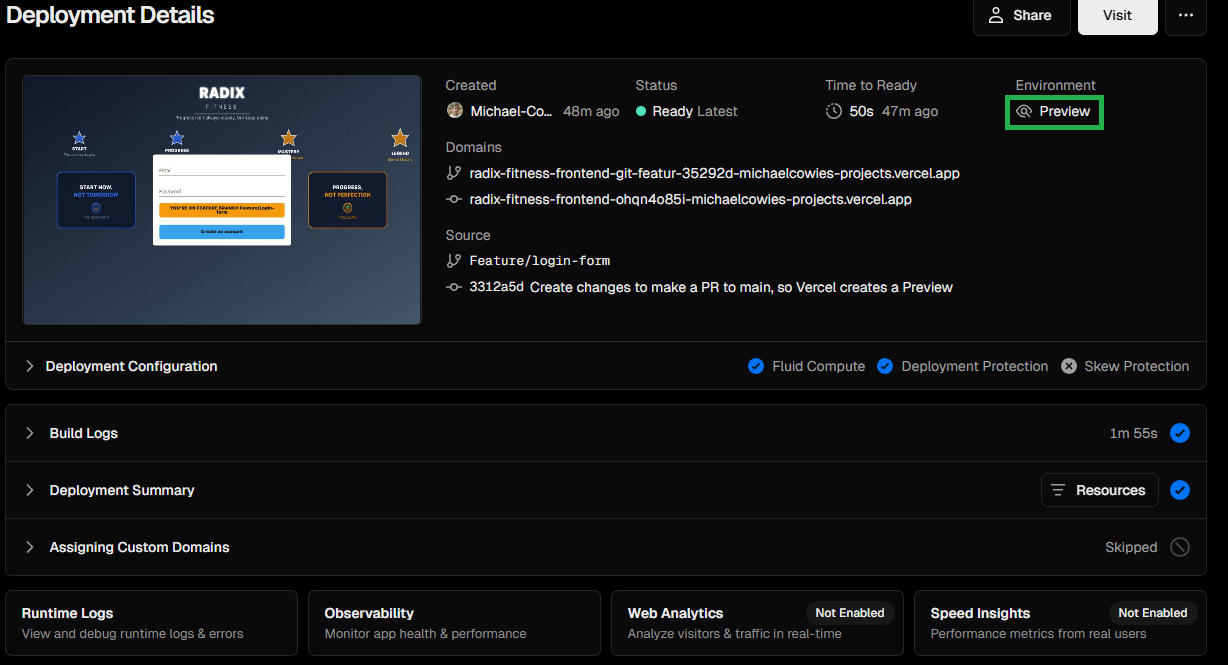 Deployment Details
Share
Visit
RADIX
FITNESS
Progress isn't always steady, but keep going
START
The Journey Begins
PROGRESS
MASTERY
LEGEND
Email
Password
START NOW,
NOT TOMORROW
PROGRESS,
NOT PERFECTION
YOU'RE ON FEATURE BRANCH Feature/Login-
form
Create an account
Created
Michael-Co... 48m ago
Status
Ready Latest
Time to Ready
50s 47m ago
Environment
Preview
Domains
radix-fitness-frontend-git-featur-35292d-michaelcowies-projects.vercel.app
radix-fitness-frontend-ohqn4o85i-michaelcowies-projects.vercel.app
Source
Feature/login-form
3312a5d Create changes to make a PR to main, so Vercel creates a Preview
Deployment Configuration
Fluid Compute
Deployment Protection
Skew Protection
Build Logs
1m 55s
Deployment Summary
Resources
Assigning Custom Domains
Skipped
Runtime Logs
View and debug runtime logs & errors
Observability
Monitor app health & performance
Web Analytics
Not Enabled
Analyze visitors & traffic in real-time
Speed Insights
Not Enabled
Performance metrics from real users